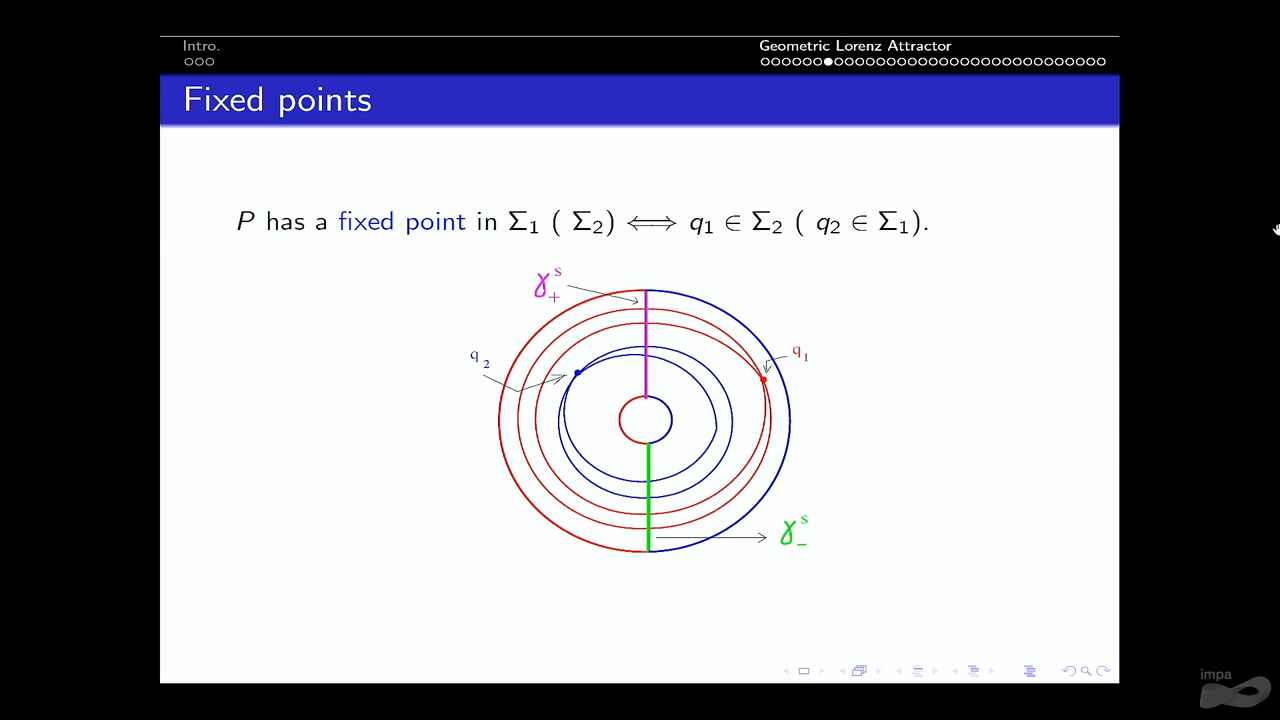 Intro.
Geometric Lorenz Attractor
Fixed points
P has a fixed point in Σ₁ ( Σ₂) ⟺ q₁ ∈ Σ₂ ( q₂ ∈ Σ₁).
γ₊ˢ
q₂
q₁
γ₋ˢ
impa